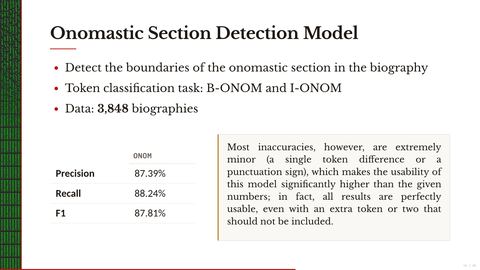 Onomastic Section Detection Model
• Detect the boundaries of the onomastic section in the biography
• Token classification task: B-ONOM and I-ONOM
• Data: 3,848 biographies
ONOM
Precision 87.39%
Recall 88.24%
F1 87.81%
Most inaccuracies, however, are extremely
minor (a single token difference or a
punctuation sign), which makes the usability of
this model significantly higher than the given
numbers; in fact, all results are perfectly
usable, even with an extra token or two that
should not be included.